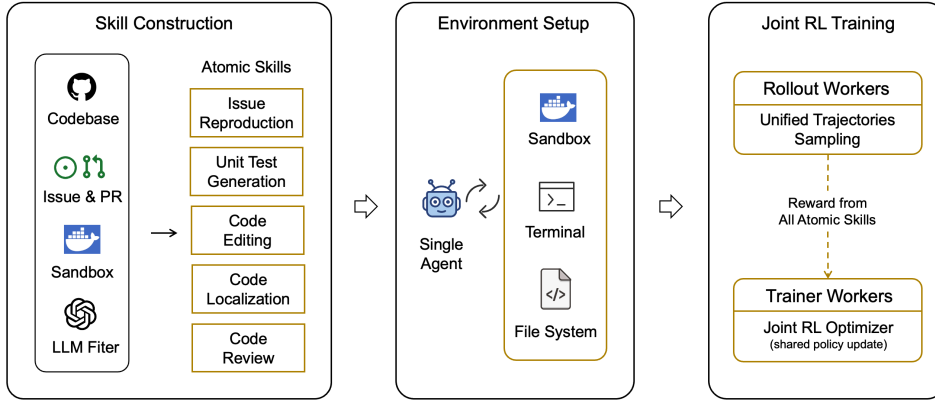 Skill Construction
Codebase
Issue & PR
Sandbox
LLM Fiter
Atomic Skills
Issue
Reproduction
Unit Test
Generation
Code
Editing
Code
Localization
Code
Review
Environment Setup
Single
Agent
Sandbox
>_
Terminal
</>
File System
Joint RL Training
Rollout Workers
Unified Trajectories
Sampling
Reward from
All Atomic Skills
Trainer Workers
Joint RL Optimizer
(shared policy update)